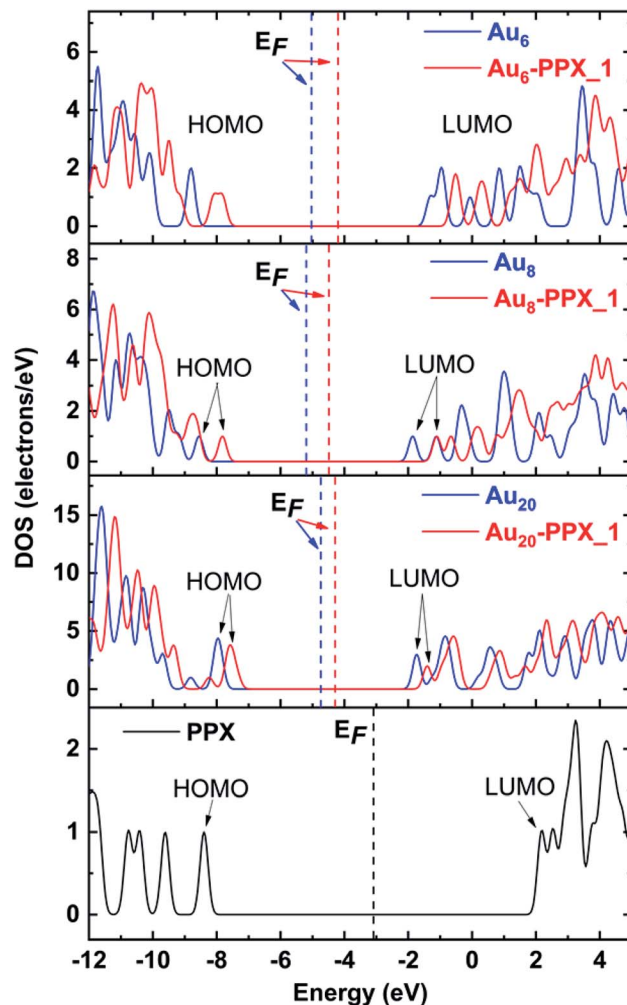 E_F
Au₆
Au₆-PPX_1
HOMO
LUMO
6
4
2
0
E_F
Au₈
Au₈-PPX_1
HOMO
LUMO
8
6
4
2
0
E_F
Au₂₀
Au₂₀-PPX_1
HOMO
LUMO
15
10
5
0
PPX
E_F
HOMO
LUMO
2
1
0
DOS (electrons/eV)
-12 -10 -8 -6 -4 -2 0 2 4
Energy (eV)